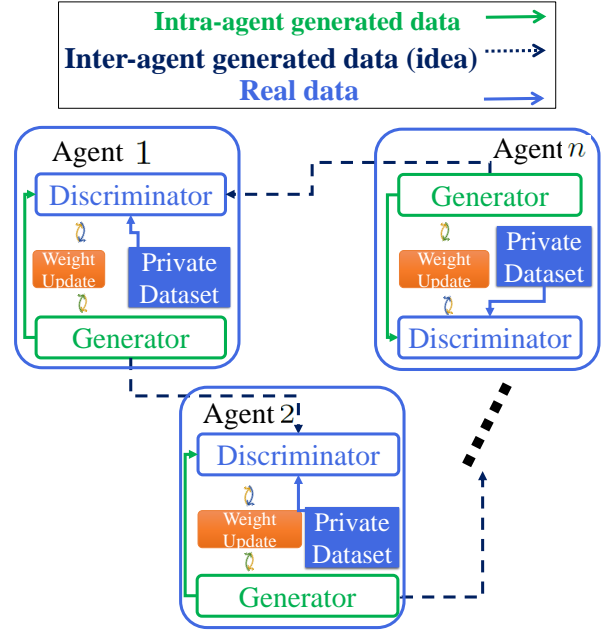 Intra-agent generated data
Inter-agent generated data (idea)
Real data
Agent 1
Discriminator
Weight
Update
Private
Dataset
Generator
Agent n
Generator
Weight
Update
Private
Dataset
Discriminator
Agent 2
Discriminator
Weight
Update
Private
Dataset
Generator